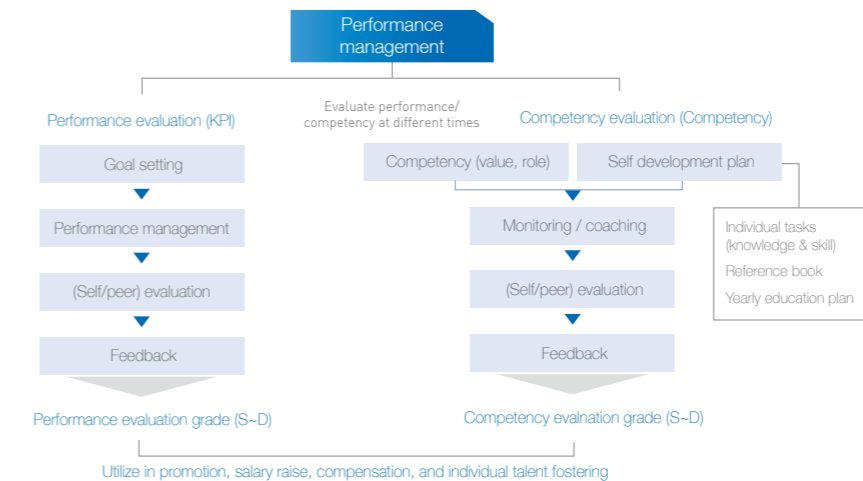 Performance
management
Evaluate performance/
competency at different times
Performance evaluation (KPI)
Goal setting
Performance management
(Self/peer) evaluation
Feedback
Performance evaluation grade (S~D)
Competency evaluation (Competency)
Competency (value, role)
Self development plan
Monitoring / coaching
(Self/peer) evaluation
Feedback
Competency evalnation grade (S~D)
Individual tasks
(knowledge & skill)
Reference book
Yearly education plan
Utilize in promotion, salary raise, compensation, and individual talent fostering